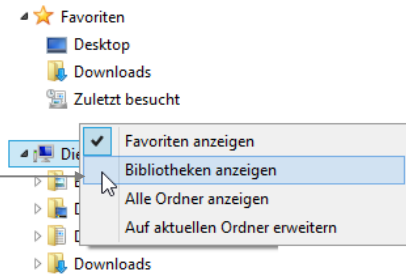 Favoriten
Desktop
Downloads
Zuletzt besucht
Favoriten anzeigen
Bibliotheken anzeigen
Alle Ordner anzeigen
Auf aktuellen Ordner erweitern
Downloads